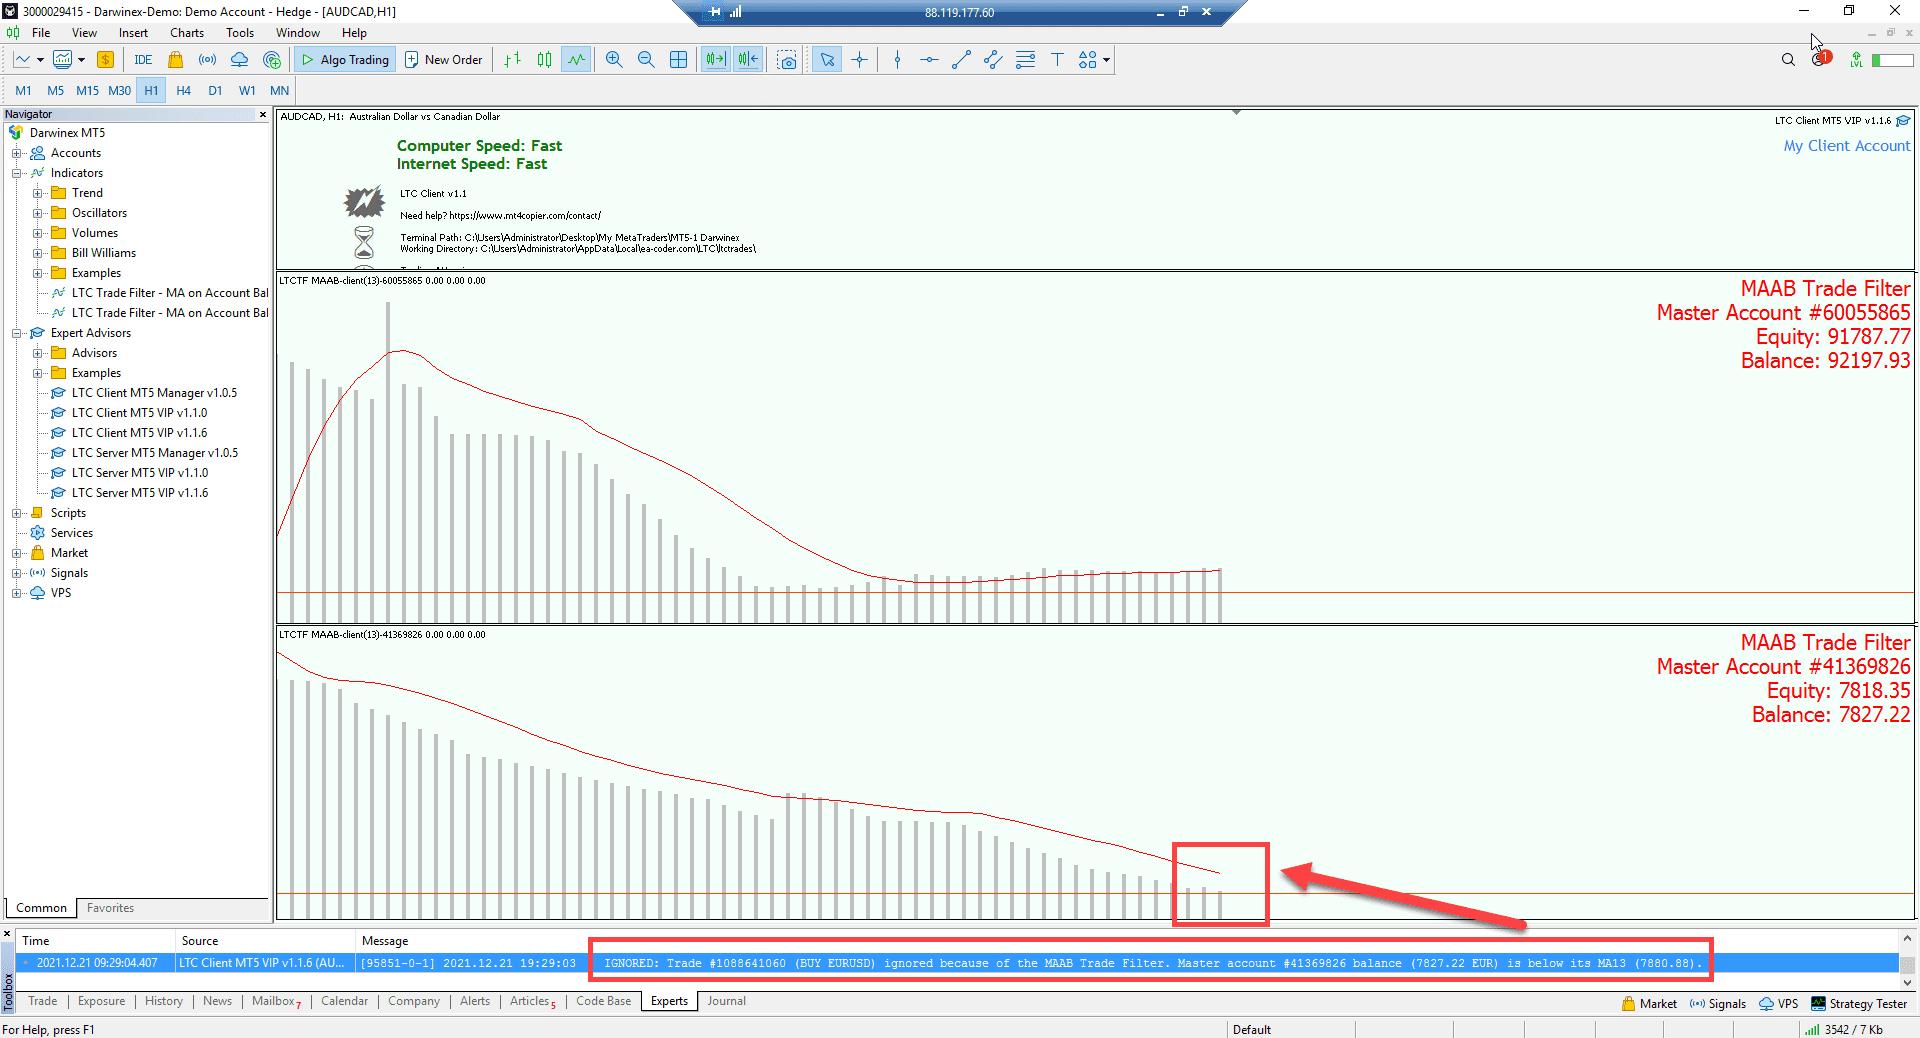 3000029415 - Darwinex-Demo: Demo Account - Hedge - [AUDCAD,H1]
88.119.177.60
File View Insert Charts Tools Window Help
IDE Algo Trading New Order
1
LVL
M1 M5 M15 M30 H1 H4 D1 W1 MN
Navigator
Darwinex MT5
Accounts
Indicators
Trend
Oscillators
Volumes
Bill Williams
Examples
LTC Trade Filter - MA on Account Bal
LTC Trade Filter - MA on Account Bal
Expert Advisors
Advisors
Examples
LTC Client MT5 Manager v1.0.5
LTC Client MT5 VIP v1.1.0
LTC Client MT5 VIP v1.1.6
LTC Server MT5 Manager v1.0.5
LTC Server MT5 VIP v1.1.0
LTC Server MT5 VIP v1.1.6
Scripts
Services
Market
Signals
VPS
Common Favorites
AUDCAD, H1: Australian Dollar vs Canadian Dollar
LTC Client MT5 VIP v1.1.6
My Client Account
Computer Speed: Fast
Internet Speed: Fast
LTC Client v1.1
Need help? https://www.mt4copier.com/contact/
Terminal Path: C:\Users\Administrator\Desktop\My MetaTraders\MT5-1 Darwinex
Working Directory: C:\Users\Administrator\AppData\Local\ea-coder.com\LTC\ltctrades\
LTCTF MAAB-client(13)-60055865 0.00 0.00 0.00
MAAB Trade Filter
Master Account #60055865
Equity: 91787.77
Balance: 92197.93
LTCTF MAAB-client(13)-41369826 0.00 0.00 0.00
MAAB Trade Filter
Master Account #41369826
Equity: 7818.35
Balance: 7827.22
Toolbox
Time Source Message
2021.12.21 09:29:04.407 LTC Client MT5 VIP v1.1.6 (AU... [95851-0-1] 2021.12.21 19:29:03 IGNORED: Trade #1088641060 (BUY EURUSD) ignored because of the MAAB Trade Filter. Master account #41369826 balance (7827.22 EUR) is below its MA13 (7880.88).
Trade Exposure History News Mailbox 7 Calendar Company Alerts Articles 5 Code Base Experts Journal
Market Signals VPS Strategy Tester
For Help, press F1
Default
3542 / 7 Kb